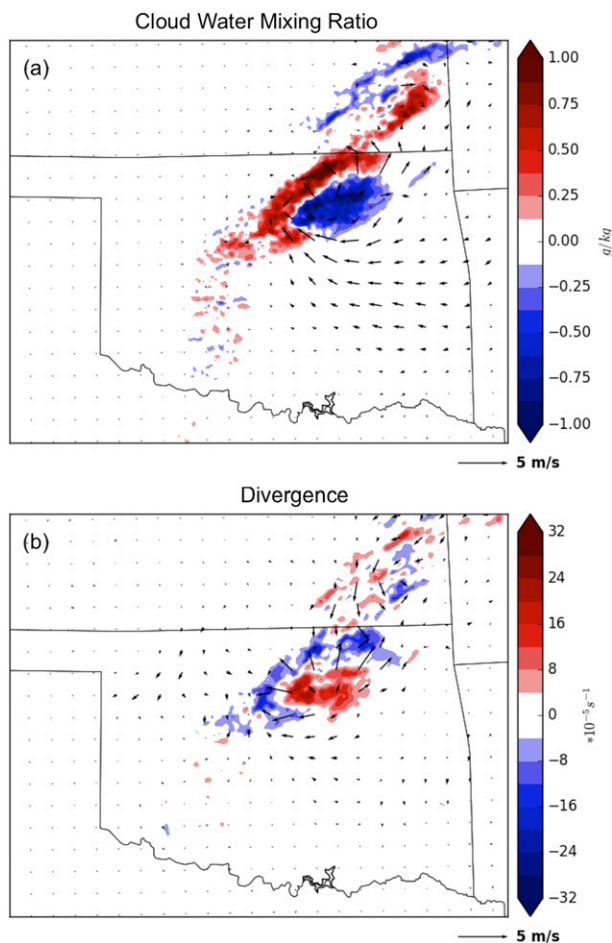 Cloud Water Mixing Ratio
(a)
1.00
0.75
0.50
0.25
0.00
−0.25
−0.50
−0.75
−1.00
g/kg
5 m/s
Divergence
(b)
32
24
16
8
0
−8
−16
−24
−32
*10⁻⁵s⁻¹
5 m/s